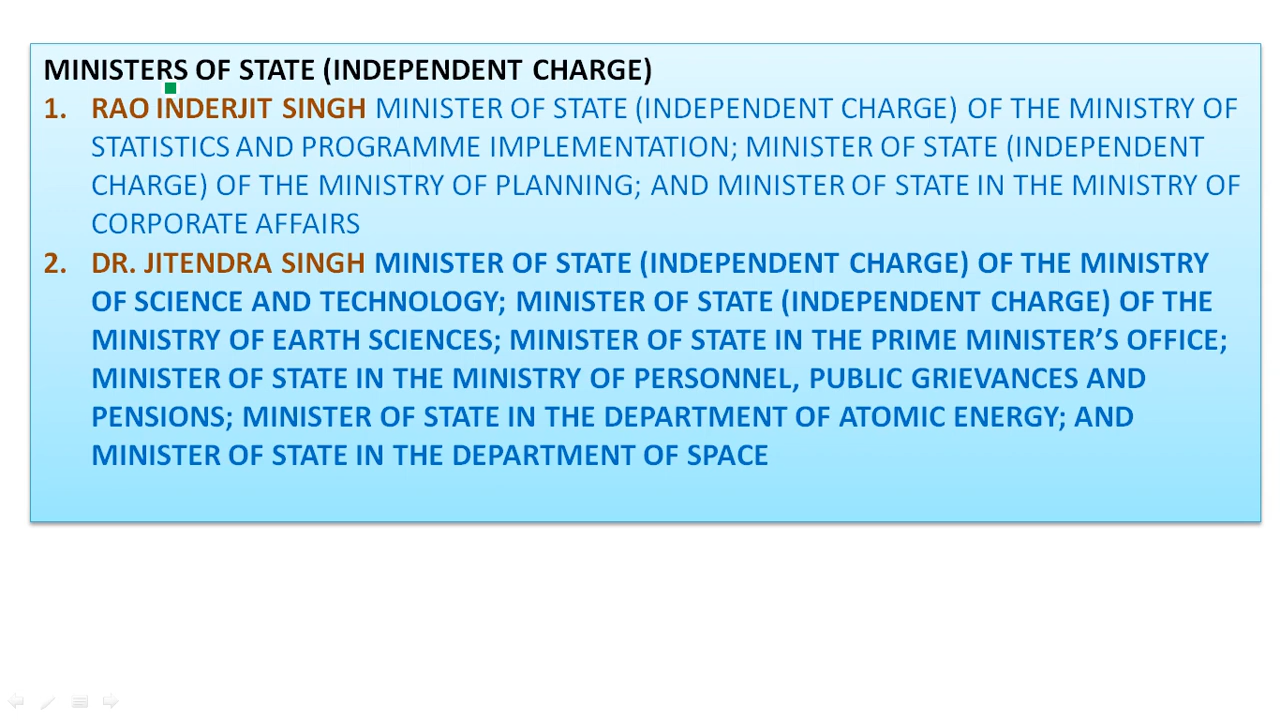 MINISTERS OF STATE (INDEPENDENT CHARGE)
1. RAO INDERJIT SINGH MINISTER OF STATE (INDEPENDENT CHARGE) OF THE MINISTRY OF
STATISTICS AND PROGRAMME IMPLEMENTATION; MINISTER OF STATE (INDEPENDENT
CHARGE) OF THE MINISTRY OF PLANNING; AND MINISTER OF STATE IN THE MINISTRY OF
CORPORATE AFFAIRS
2. DR. JITENDRA SINGH MINISTER OF STATE (INDEPENDENT CHARGE) OF THE MINISTRY
OF SCIENCE AND TECHNOLOGY; MINISTER OF STATE (INDEPENDENT CHARGE) OF THE
MINISTRY OF EARTH SCIENCES; MINISTER OF STATE IN THE PRIME MINISTER’S OFFICE;
MINISTER OF STATE IN THE MINISTRY OF PERSONNEL, PUBLIC GRIEVANCES AND
PENSIONS; MINISTER OF STATE IN THE DEPARTMENT OF ATOMIC ENERGY; AND
MINISTER OF STATE IN THE DEPARTMENT OF SPACE